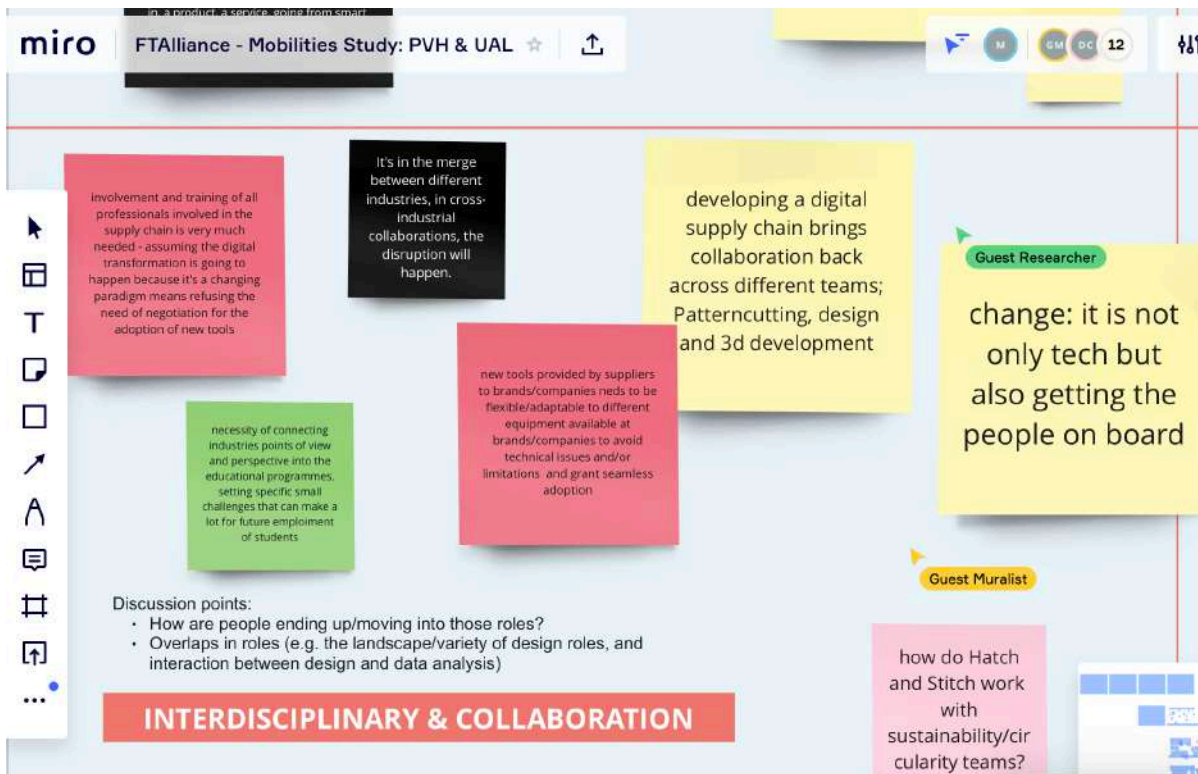 in, a product, a service, going from smart
miro
FTAlliance - Mobilities Study: PVH & UAL
M
GM
DC
12
involvement and training of all
professionals involved in the
supply chain is very much
needed - assuming the digital
transformation is going to
happen because it's a changing
paradigm means refusing the
need of negotiation for the
adoption of new tools
It's in the merge
between different
industries, in cross-
industrial
collaborations, the
disruption will
happen.
developing a digital
supply chain brings
collaboration back
across different teams;
Patterncutting, design
and 3d development
Guest Researcher
change: it is not
only tech but
also getting the
people on board
new tools provided by suppliers
to brands/companies neds to be
flexible/adaptable to different
equipment available at
brands/companies to avoid
technical issues and/or
limitations and grant seamless
adoption
necessity of connecting
industries points of view
and perspective into the
educational programmes,
setting specific small
challenges that can make a
lot for future emploiment
of students
Guest Muralist
Discussion points:
• How are people ending up/moving into those roles?
• Overlaps in roles (e.g. the landscape/variety of design roles, and
interaction between design and data analysis)
INTERDISCIPLINARY & COLLABORATION
how do Hatch
and Stitch work
with
sustainability/cir
cularity teams?